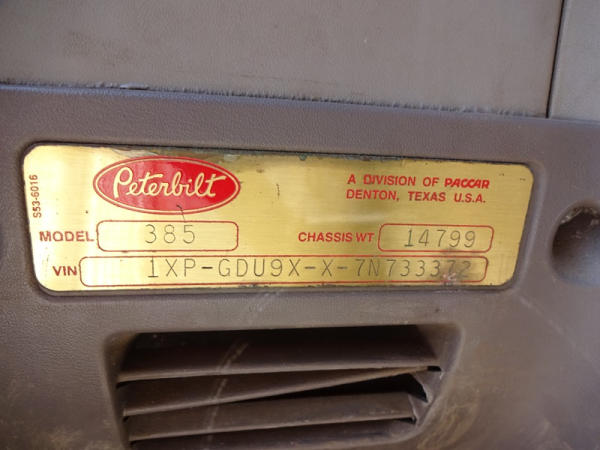 S53-6016
Peterbilt
A DIVISION OF PACCAR
DENTON, TEXAS U.S.A.
MODEL 385
CHASSIS WT 14799
VIN 1XP-GDU9X-X-7N733372